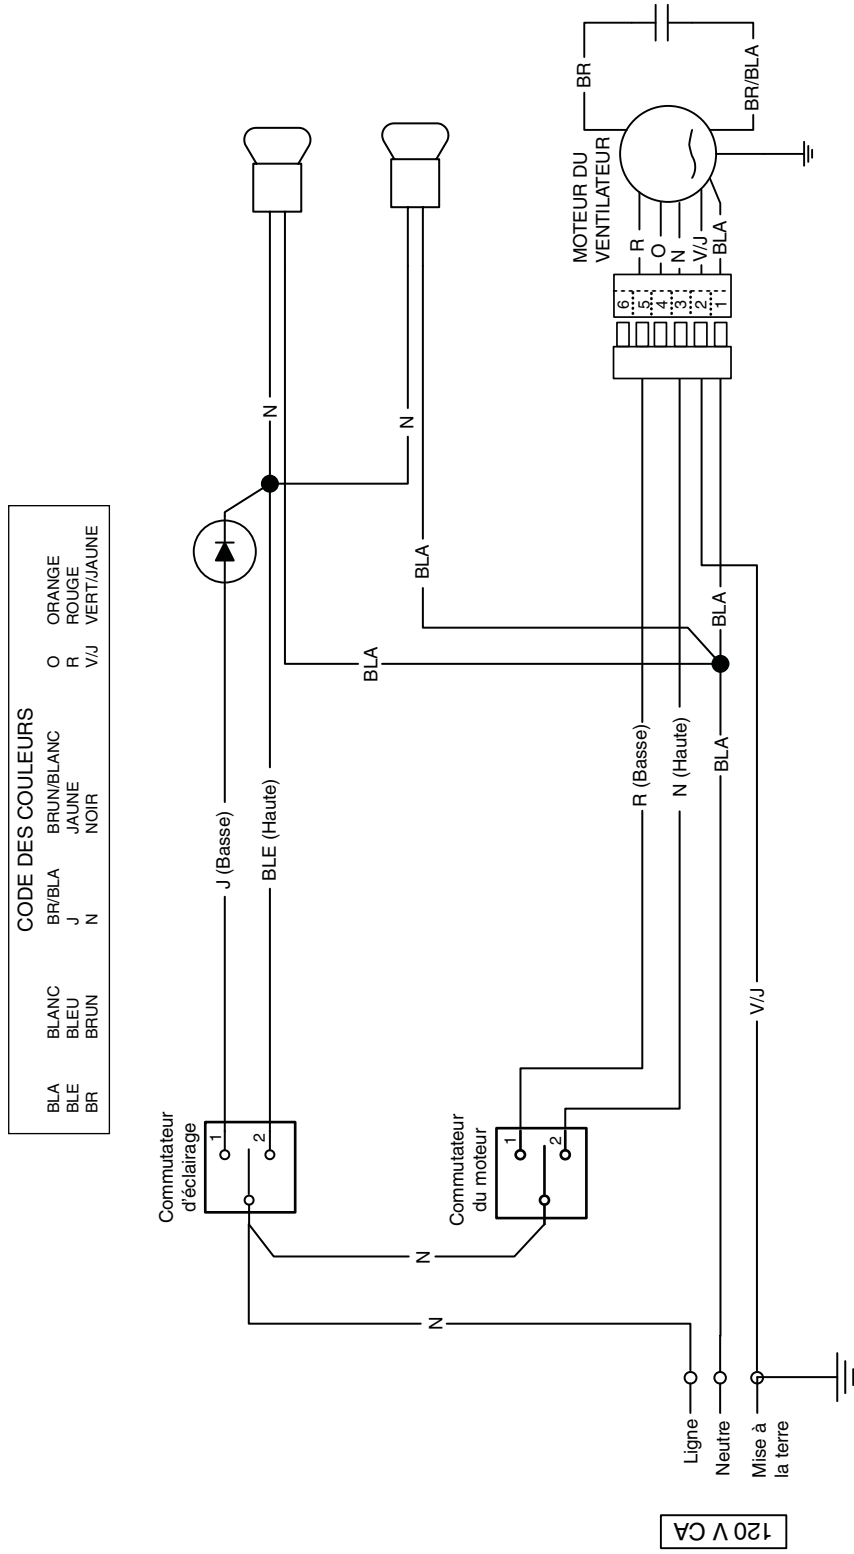 CODE DES COULEURS
BLA BLANC BR/BLA BRUN/BLANC O ORANGE
BLE BLEU J JAUNE R ROUGE
BR BRUN N NOIR V/J VERT/JAUNE
Commutateur
d'éclairage
1
2
J (Basse)
BLE (Haute)
N
N
BLA
BLA
Commutateur
du moteur
1
2
N
N
R (Basse)
N (Haute)
BLA
BLA
V/J
6
5
4
3
2
1
R
O
N
V/J
BLA
MOTEUR DU
VENTILATEUR
BR
BR/BLA
Ligne
Neutre
Mise à
la terre
120 V CA